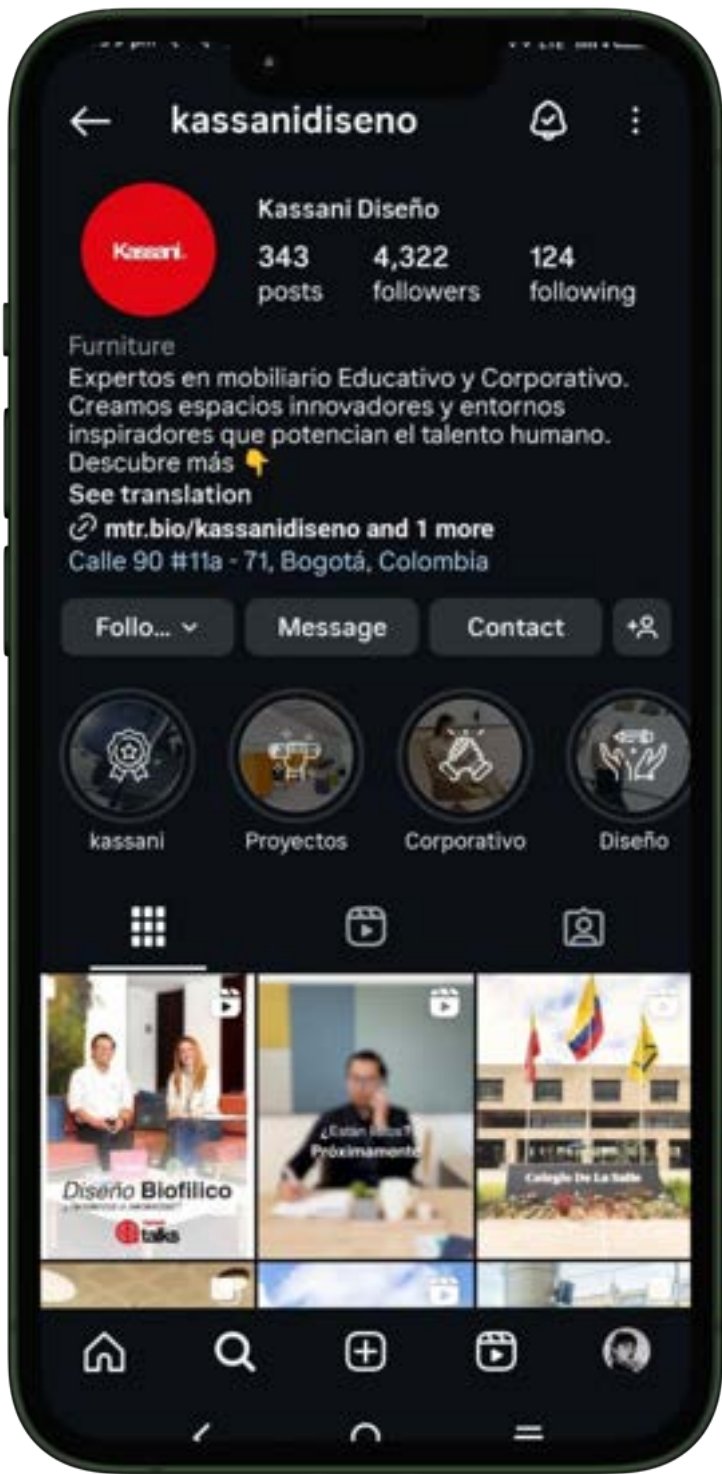 kassanidiseno
Kassani.
Kassani Diseño
343 4,322 124
posts followers following
Furniture
Expertos en mobiliario Educativo y Corporativo.
Creamos espacios innovadores y entornos
inspiradores que potencian el talento humano.
Descubre más 👇
See translation
mtr.bio/kassanidiseno and 1 more
Calle 90 #11a - 71, Bogotá, Colombia
Follo... Message Contact
kassani Proyectos Corporativo Diseño
Diseño Biofílico
talks
¿Están listos?
Próximamente
Colegio De La Salle